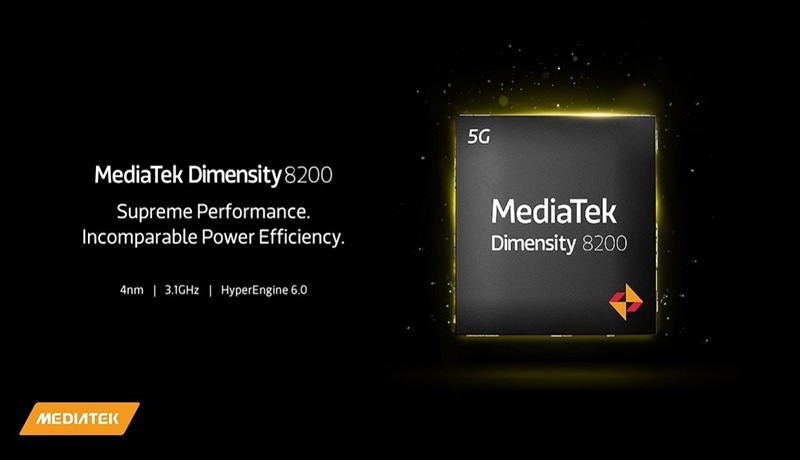 MediaTek Dimensity 8200
Supreme Performance.
Incomparable Power Efficiency.
4nm | 3.1GHz | HyperEngine 6.0
5G
MediaTek
Dimensity 8200
MEDIATEK